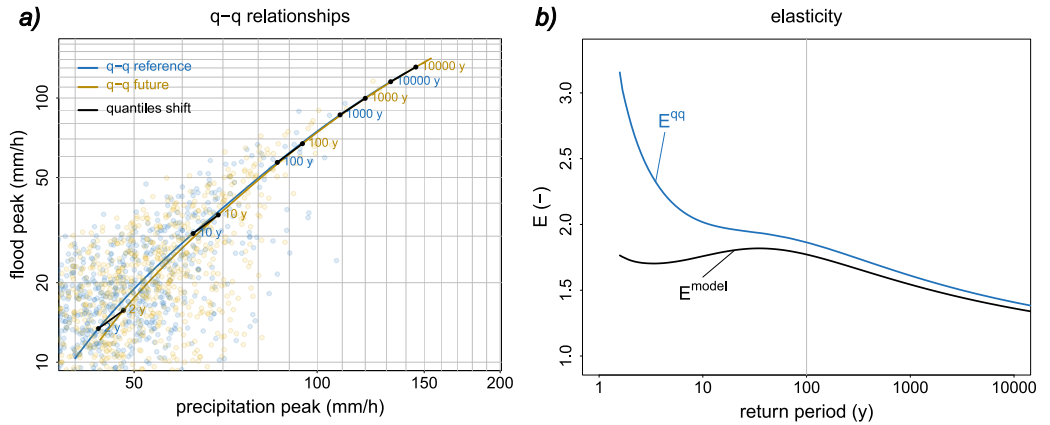 a)
q−q relationships
q−q reference
q−q future
quantiles shift
flood peak (mm/h)
100
50
20
10
10000 y
10000 y
1000 y
1000 y
100 y
100 y
10 y
10 y
2 y
2 y
50
100
150
200
precipitation peak (mm/h)
b)
elasticity
E (−)
3.0
2.5
2.0
1.5
1.0
E^qq
E^model
1
10
100
1000
10000
return period (y)